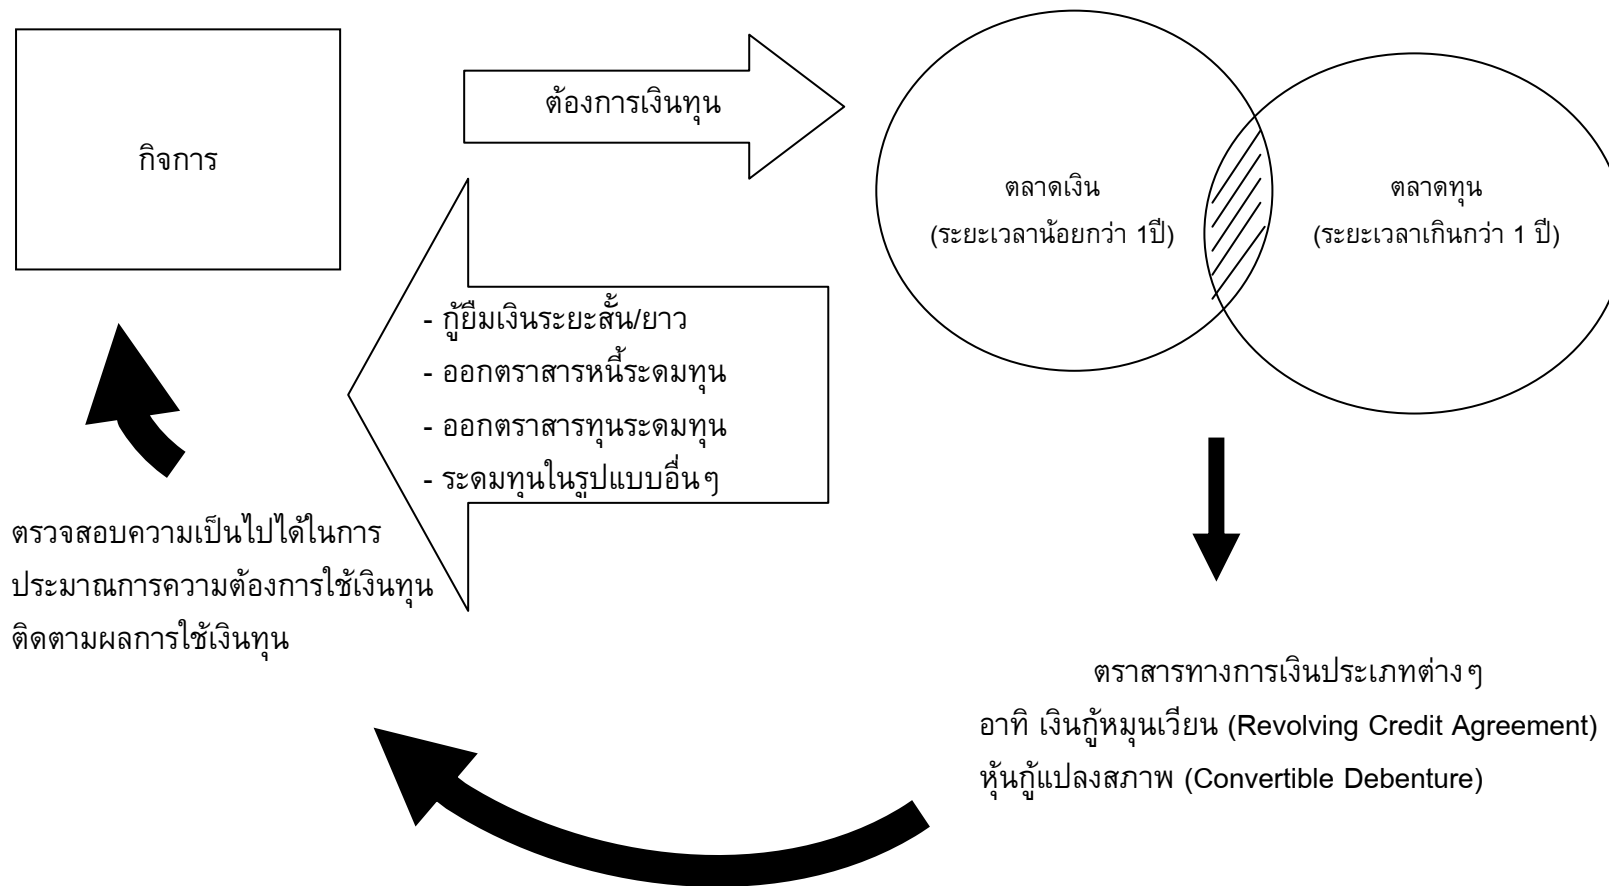 กิจการ
ต้องการเงินทุน
ตลาดเงิน
(ระยะเวลาน้อยกว่า 1ปี)
ตลาดทุน
(ระยะเวลาเกินกว่า 1 ปี)
- กู้ยืมเงินระยะสั้น/ยาว
- ออกตราสารหนี้ระดมทุน
- ออกตราสารทุนระดมทุน
- ระดมทุนในรูปแบบอื่นๆ
ตรวจสอบความเป็นไปได้ในการ
ประมาณการความต้องการใช้เงินทุน
ติดตามผลการใช้เงินทุน
ตราสารทางการเงินประเภทต่างๆ
อาทิ เงินกู้หมุนเวียน (Revolving Credit Agreement)
หุ้นกู้แปลงสภาพ (Convertible Debenture)